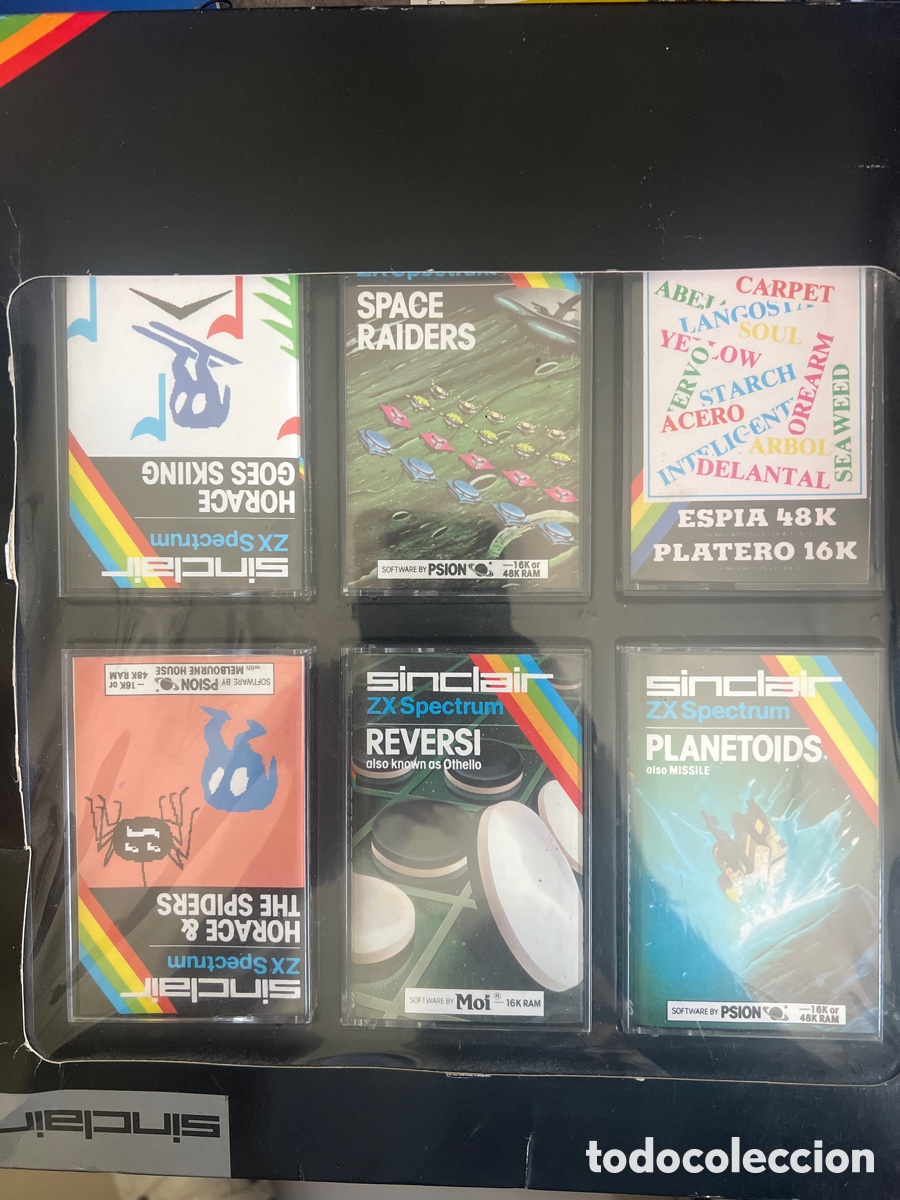 HORACE
GOES SKIING
ZX Spectrum
sinclair
ZX Spectrum
SPACE
RAIDERS
SOFTWARE BY PSION —16K or
48K RAM
CARPET
LANGOSTA
SOUL
YELLOW
STARCH
ACERO
OREARM
SEAWEED
ARBOL
DELANTAL
ESPIA 48K
PLATERO 16K
SOFTWARE BY PSION —16K or
with MELBOURNE HOUSE 48K RAM
HORACE &
THE SPIDERS
ZX Spectrum
sinclair
sinclair
ZX Spectrum
REVERSI
also known as Othello
SOFTWARE BY Moi ® — 16K RAM
sinclair
ZX Spectrum
PLANETOIDS
also MISSILE
SOFTWARE BY PSION —16K or
48K RAM
sinclair
todocoleccion